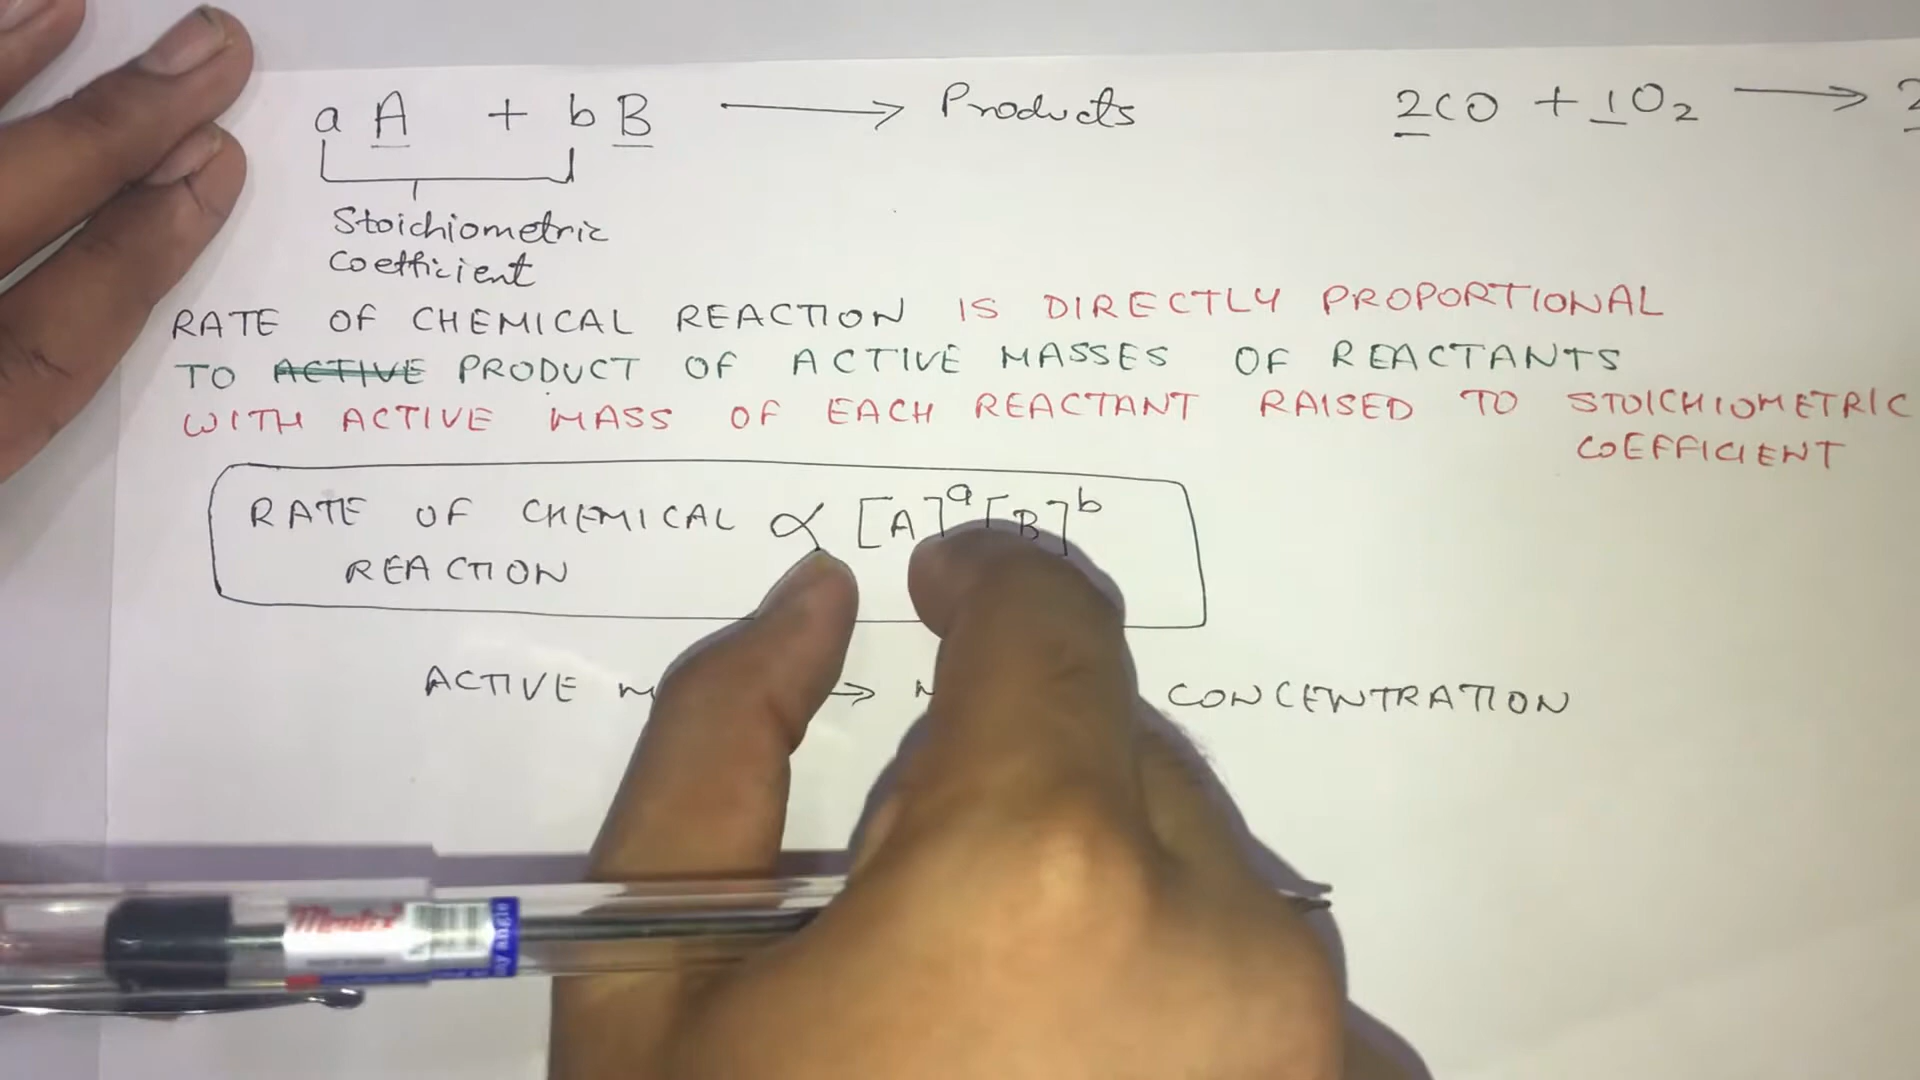 a A + b B ⟶ Products
2CO + 1O₂ ⟶ 2
Stoichiometric
Coefficient
RATE OF CHEMICAL REACTION IS DIRECTLY PROPORTIONAL
TO ACTIVE PRODUCT OF ACTIVE MASSES OF REACTANTS
WITH ACTIVE MASS OF EACH REACTANT RAISED TO STOICHIOMETRIC
COEFFICIENT
RATE OF CHEMICAL ∝ [A]ᵃ [B]ᵇ
REACTION
ACTIVE → CONCENTRATION